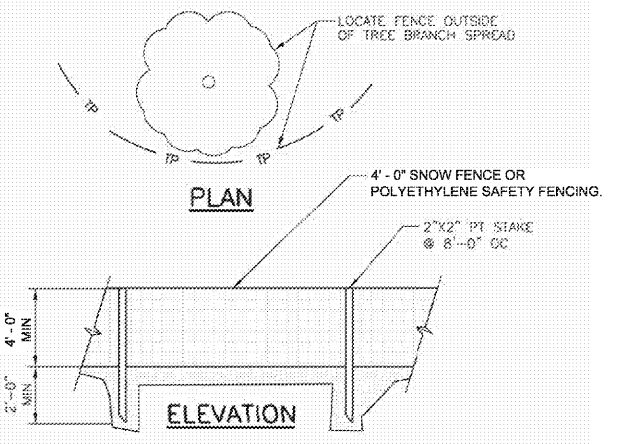 LOCATE FENCE OUTSIDE
OF TREE BRANCH SPREAD
TP
TP
TP
TP
PLAN
4' - 0" SNOW FENCE OR
POLYETHYLENE SAFETY FENCING.
2"X2" PT STAKE
@ 8'-0" OC
4' - 0"
MIN
2'-0"
MIN
ELEVATION